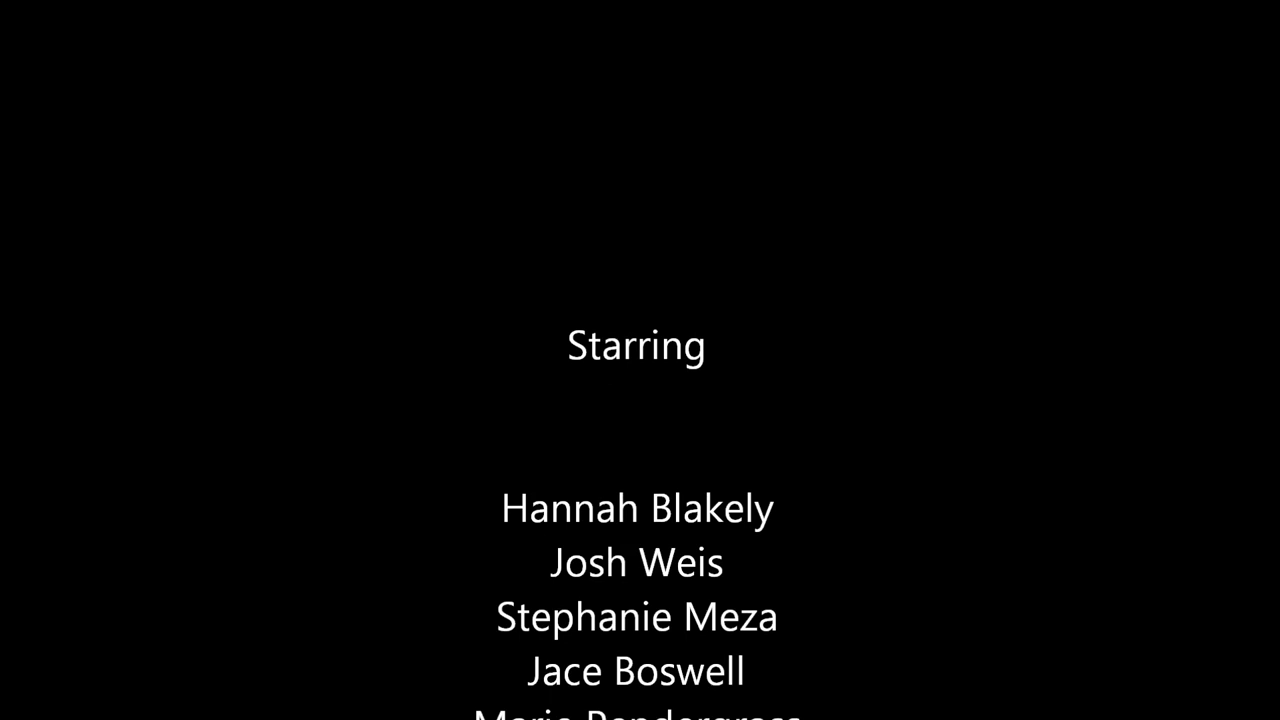 Starring
Hannah Blakely
Josh Weis
Stephanie Meza
Jace Boswell